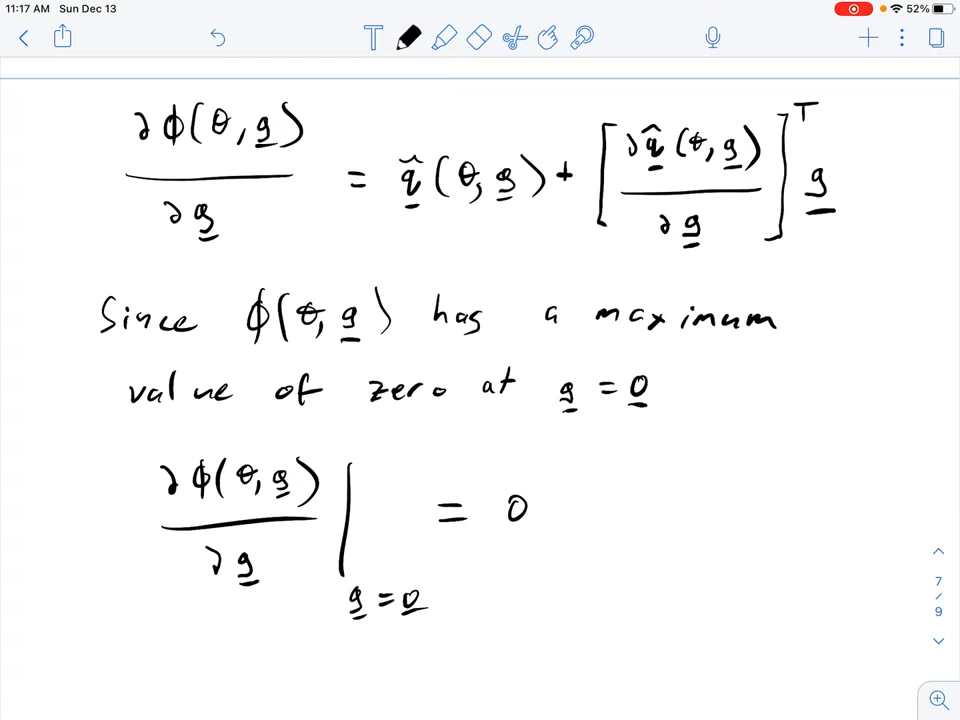 11:17 AM Sun Dec 13 52%
∂ϕ(θ, g) / ∂g = q̂(θ, g) + [∂q̂(θ, g) / ∂g]ᵀ g
Since ϕ(θ, g) has a maximum
value of zero at g = 0
∂ϕ(θ, g) / ∂g | g = 0 = 0
7
/
9